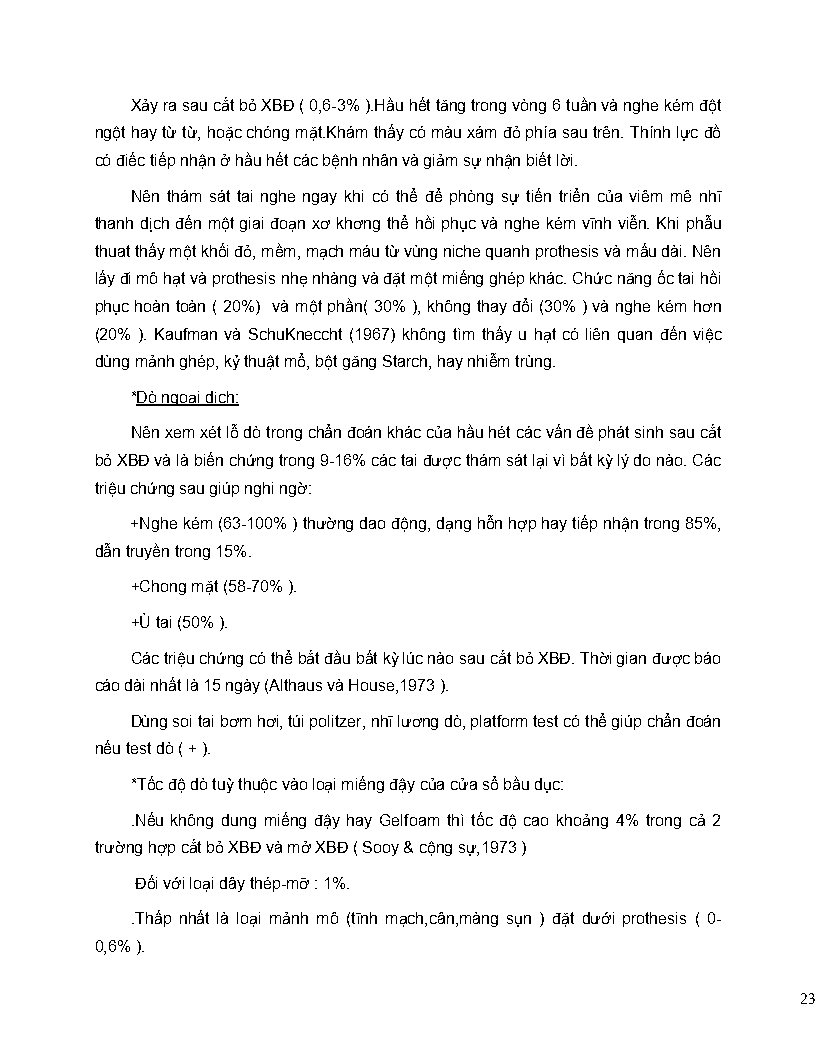 Xảy ra sau cắt bỏ XBĐ ( 0,6-3% ).Hầu hết tăng trong vòng 6 tuần và nghe kém đột
ngột hay từ từ, hoặc chóng mặt.Khám thấy có màu xám đỏ phía sau trên. Thính lực đồ
có điếc tiếp nhận ở hầu hết các bệnh nhân và giảm sự nhận biết lời.
Nên thám sát tai nghe ngay khi có thể để phòng sự tiến triển của viêm mê nhĩ
thanh dịch đến một giai đoạn xơ khơng thể hồi phục và nghe kém vĩnh viễn. Khi phẫu
thuat thấy một khối đỏ, mềm, mạch máu từ vùng niche quanh prothesis và mấu dài. Nên
lấy đi mô hạt và prothesis nhẹ nhàng và đặt một miếng ghép khác. Chức năng ốc tai hồi
phục hoàn toàn ( 20%)  và một phần( 30% ), không thay đổi (30% ) và nghe kém hơn
(20% ). Kaufman và SchuKneccht (1967) không tìm thấy u hạt có liên quan đến việc
dùng mảnh ghép, kỷ thuật mổ, bột găng Starch, hay nhiễm trùng.
*Dò ngoại dịch:
Nên xem xét lỗ dò trong chẩn đoán khác của hầu hét các vấn đề phát sinh sau cắt
bỏ XBĐ và là biến chứng trong 9-16% các tai được thám sát lại vì bất kỳ lý do nào. Các
triệu chứng sau giúp nghi ngờ:
+Nghe kém (63-100% ) thường dao động, dạng hỗn hợp hay tiếp nhận trong 85%,
dẫn truyền trong 15%.
+Chong mặt (58-70% ).
+Ù tai (50% ).
Các triệu chứng có thể bắt đầu bất kỳ lúc nào sau cắt bỏ XBĐ. Thời gian được báo
cáo dài nhất là 15 ngày (Althaus và House,1973 ).
Dùng soi tai bơm hơi, túi politzer, nhĩ lương dò, platform test có thể giúp chẩn đoán
nếu test dò ( + ).
*Tốc độ dò tuỳ thuộc vào loại miếng đậy của cửa sổ bầu dục:
.Nếu không dung miếng đậy hay Gelfoam thì tốc độ cao khoảng 4% trong cả 2
trường hợp cắt bỏ XBĐ và mở XBĐ ( Sooy & cộng sự,1973 )
Đối với loại dây thép-mỡ : 1%.
.Thấp nhất là loại mảnh mô (tĩnh mạch,cân,màng sụn ) đặt dưới prothesis ( 0-
0,6% ).
23